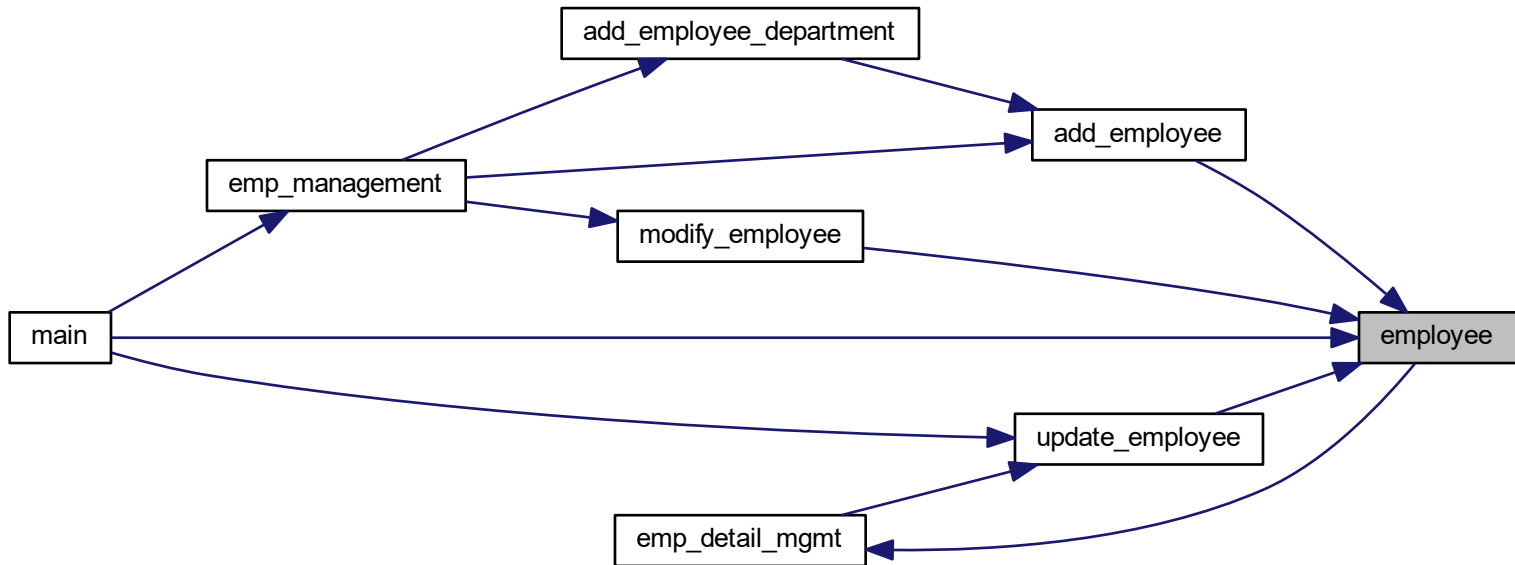 add_employee_department
add_employee
emp_management
modify_employee
main
employee
update_employee
emp_detail_mgmt